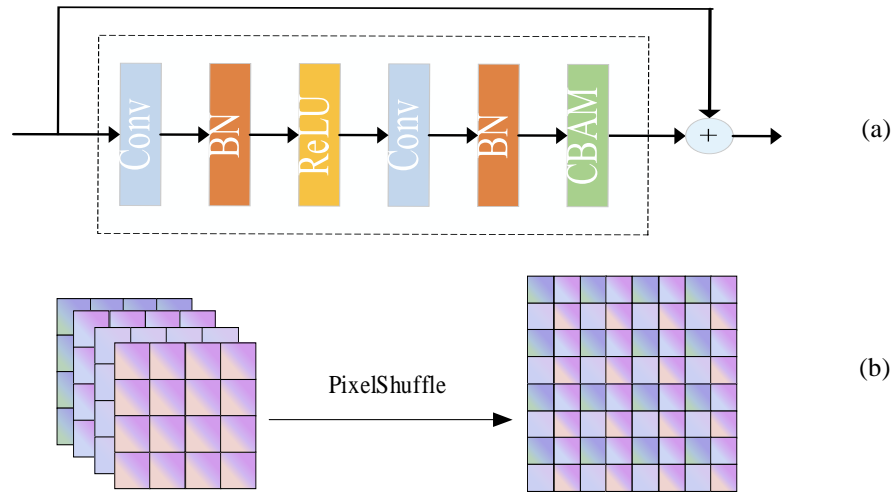 Conv
BN
ReLU
Conv
BN
CBAM
+
(a)
PixelShuffle
(b)